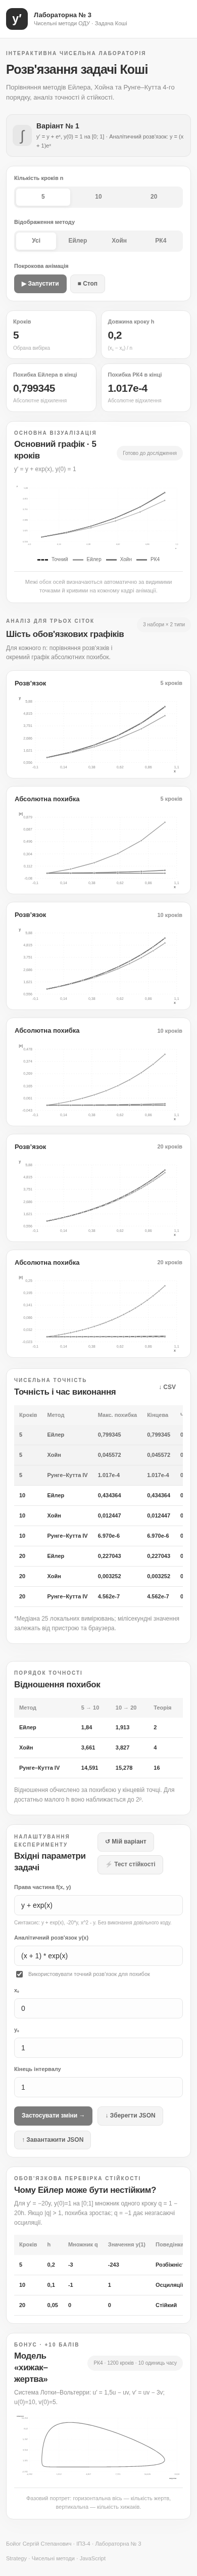 y'
Лабораторна № 3
Чисельні методи ОДУ · Задача Коші
ІНТЕРАКТИВНА ЧИСЕЛЬНА ЛАБОРАТОРІЯ
Розв'язання задачі Коші
Порівняння методів Ейлера, Хойна та Рунге–Кутта 4-го
порядку, аналіз точності й стійкості.
∫
Варіант № 1
y' = y + eˣ, y(0) = 1 на [0; 1] · Аналітичний розв'язок: y = (x
+ 1)eˣ
Кількість кроків n
5 10 20
Відображення методу
Усі Ейлер Хойн РК4
Покрокова анімація
▶ Запустити ■ Стоп
Кроків
5
Обрана вибірка
Довжина кроку h
0,2
Похибка Ейлера в кінці
0,799345
Абсолютне відхилення
Похибка РК4 в кінці
1.017e-4
Абсолютне відхилення
ОСНОВНА ВІЗУАЛІЗАЦІЯ
Основний графік · 5
кроків
Готово до дослідження
y' = y + exp(x), y(0) = 1
Точний Ейлер Хойн РК4
Межі обох осей визначаються автоматично за видимими
точками й кривими на кожному кадрі анімації.
АНАЛІЗ ДЛЯ ТРЬОХ СІТОК
Шість обов'язкових графіків
3 набори × 2 типи
Для кожного n: порівняння розв'язків і
окремий графік абсолютних похибок.
Розв'язок 5 кроків
Абсолютна похибка 5 кроків
Розв'язок 10 кроків
Абсолютна похибка 10 кроків
Розв'язок 20 кроків
Абсолютна похибка 20 кроків
ЧИСЕЛЬНА ТОЧНІСТЬ
Точність і час виконання
↓ CSV
Кроків Метод Макс. похибка Кінцева
5 Ейлер 0,799345 0,799345
5 Хойн 0,045572 0,045572
5 Рунге–Кутта IV 1.017e-4 1.017e-4
10 Ейлер 0,434364 0,434364
10 Хойн 0,012447 0,012447
10 Рунге–Кутта IV 6.970e-6 6.970e-6
20 Ейлер 0,227043 0,227043
20 Хойн 0,003252 0,003252
20 Рунге–Кутта IV 4.562e-7 4.562e-7
*Медіана 25 локальних вимірювань; мілісекундні значення
залежать від пристрою та браузера.
ПОРЯДОК ТОЧНОСТІ
Відношення похибок
Метод 5 → 10 10 → 20 Теорія
Ейлер 1,84 1,913 2
Хойн 3,661 3,827 4
Рунге–Кутта IV 14,591 15,278 16
Відношення обчислено за похибкою у кінцевій точці. Для
достатньо малого h воно наближається до 2ᵖ.
НАЛАШТУВАННЯ
ЕКСПЕРИМЕНТУ
Вхідні параметри
задачі
↺ Мій варіант
⚡ Тест стійкості
Права частина f(x, y)
y + exp(x)
Синтаксис: y + exp(x), -20*y, x^2 - y. Без виконання довільного коду.
Аналітичний розв'язок y(x)
(x + 1) * exp(x)
Використовувати точний розв'язок для похибок
x₀
0
y₀
1
Кінець інтервалу
1
Застосувати зміни → ↓ Зберегти JSON
↑ Завантажити JSON
ОБОВ'ЯЗКОВА ПЕРЕВІРКА СТІЙКОСТІ
Чому Ейлер може бути нестійким?
Для y' = −20y, y(0)=1 на [0;1] множник одного кроку q = 1 −
20h. Якщо |q| > 1, похибка зростає; q = −1 дає незгасаючі
осциляції.
Кроків h Множник q Значення y(1) Поведінка
5 0,2 -3 -243
10 0,1 -1 1
20 0,05 0 0 Стійкий
БОНУС · +10 БАЛІВ
Модель
«хижак–
жертва»
РК4 · 1200 кроків · 10 одиниць часу
Система Лотки–Вольтерри: u' = 1,5u − uv, v' = uv − 3v;
u(0)=10, v(0)=5.
Фазовий портрет: горизонтальна вісь — кількість жертв,
вертикальна — кількість хижаків.
Бойко Сергій Степанович · ІПЗ-4 · Лабораторна № 3
Strategy · Чисельні методи · JavaScript